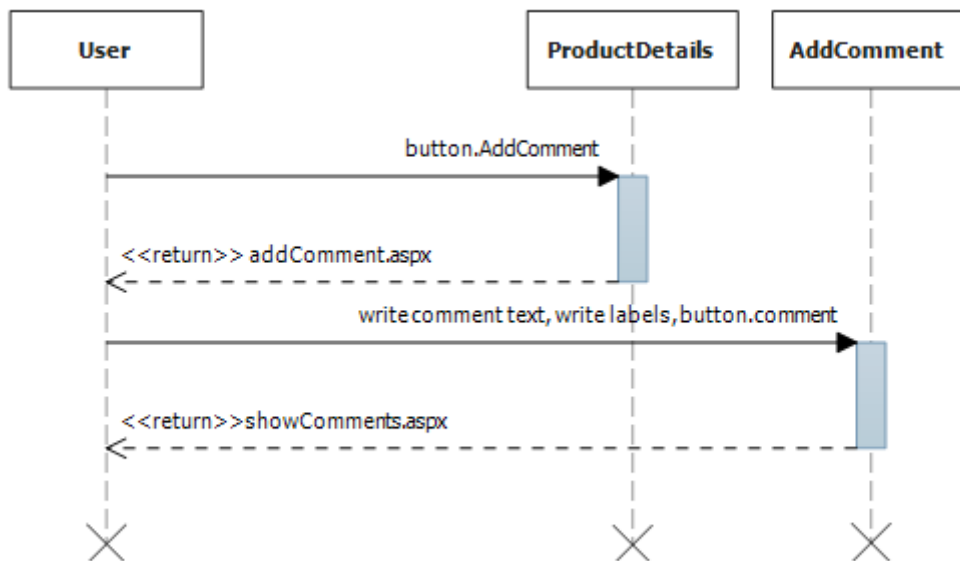 User
ProductDetails
AddComment
button.AddComment
<<return>> addComment.aspx
write comment text, write labels, button.comment
<<return>>showComments.aspx